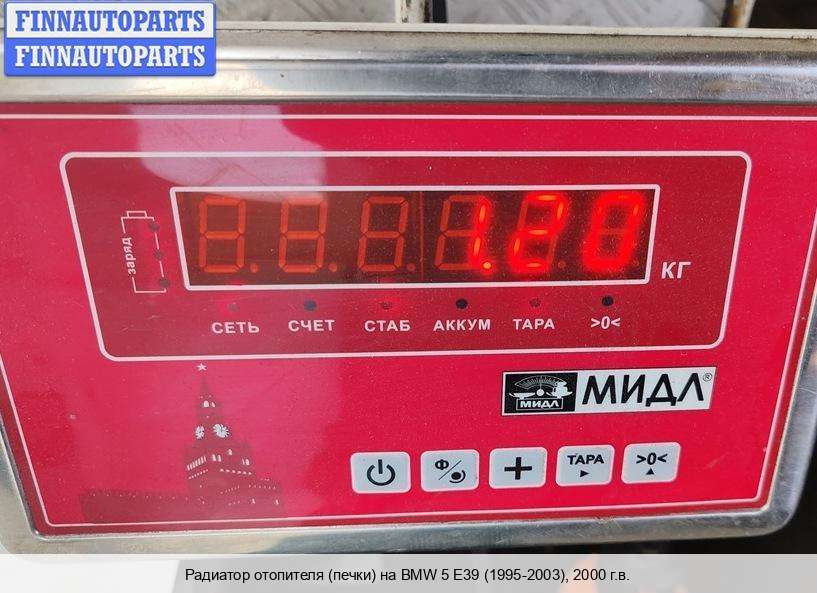 FINNAUTOPARTS
FINNAUTOPARTS
заряд
1.20
КГ
СЕТЬ СЧЕТ СТАБ АККУМ ТАРА >0<
МИДЛ МИДЛ®
Ф ТАРА >0<
Радиатор отопителя (печки) на BMW 5 E39 (1995-2003), 2000 г.в.